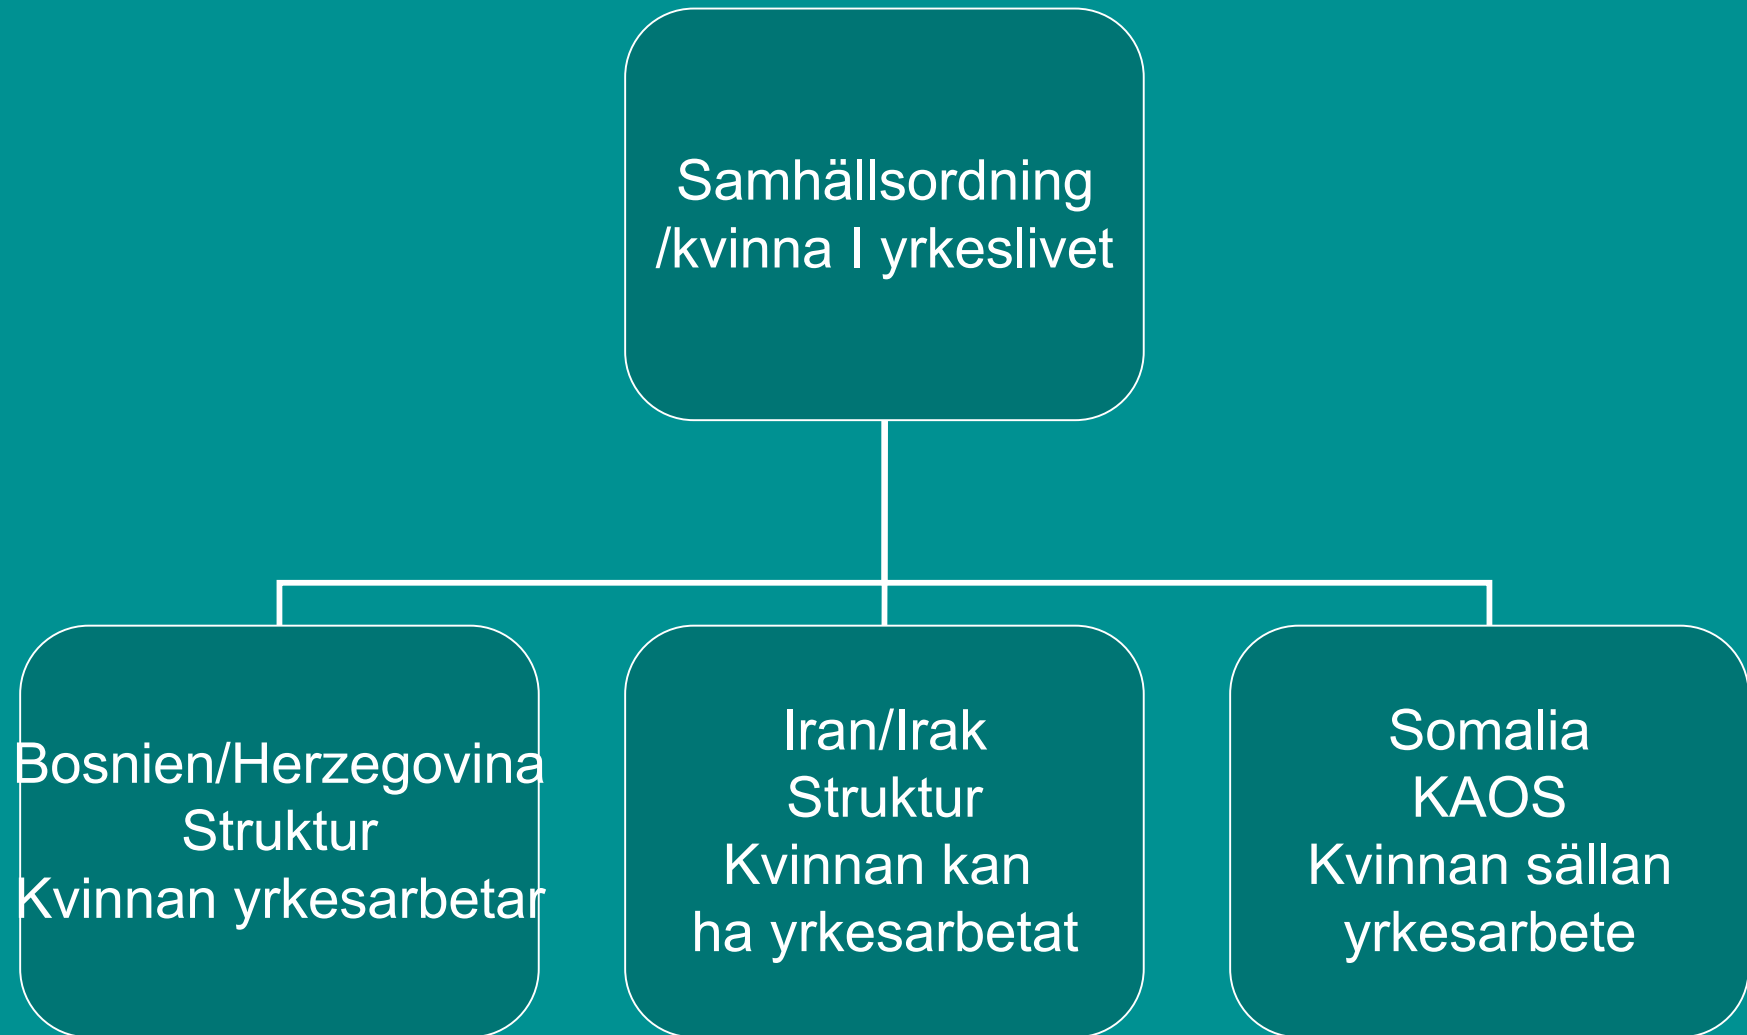 Samhällsordning
/kvinna I yrkeslivet
Bosnien/Herzegovina
Struktur
Kvinnan yrkesarbetar
Iran/Irak
Struktur
Kvinnan kan
ha yrkesarbetat
Somalia
KAOS
Kvinnan sällan
yrkesarbete